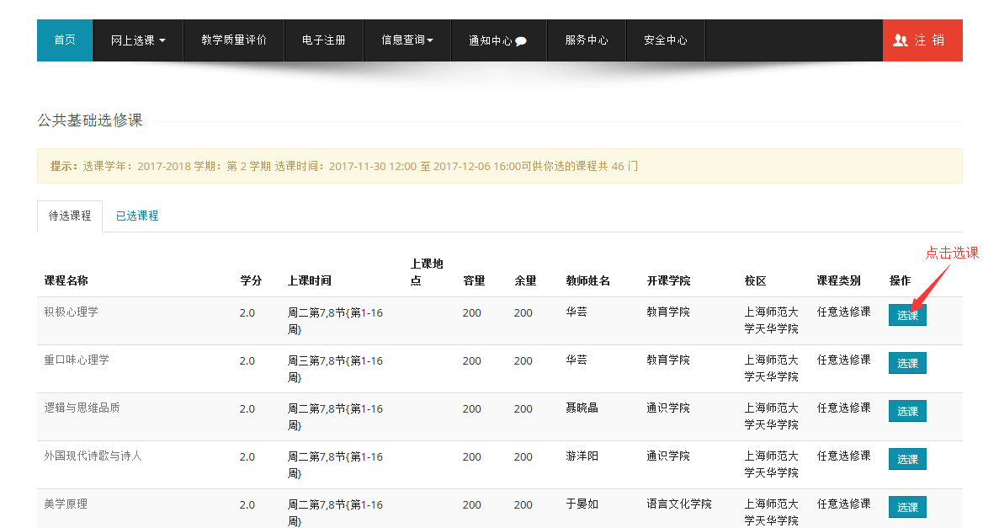 首页 网上选课 教学质量评价 电子注册 信息查询 通知中心 服务中心 安全中心 注 销
公共基础选修课
提示：选课学年：2017-2018 学期：第 2 学期 选课时间：2017-11-30 12:00 至 2017-12-06 16:00可供你选的课程共 46 门
待选课程 已选课程
点击选课
课程名称 学分 上课时间 上课地点 容量 余量 教师姓名 开课学院 校区 课程类别 操作
积极心理学 2.0 周二第7,8节{第1-16 200 200 华芸 教育学院 上海师范大 任意选修课 选课
周} 学天华学院
重口味心理学 2.0 周三第7,8节{第1-16 200 200 华芸 教育学院 上海师范大 任意选修课 选课
周} 学天华学院
逻辑与思维品质 2.0 周二第7,8节{第1-16 200 200 聂晓晶 通识学院 上海师范大 任意选修课 选课
周} 学天华学院
外国现代诗歌与诗人 2.0 周二第7,8节{第1-16 200 200 游洋阳 通识学院 上海师范大 任意选修课 选课
周} 学天华学院
美学原理 2.0 周二第7,8节{第1-16 200 200 于晏如 语言文化学院 上海师范大 任意选修课 选课
周} 学天华学院